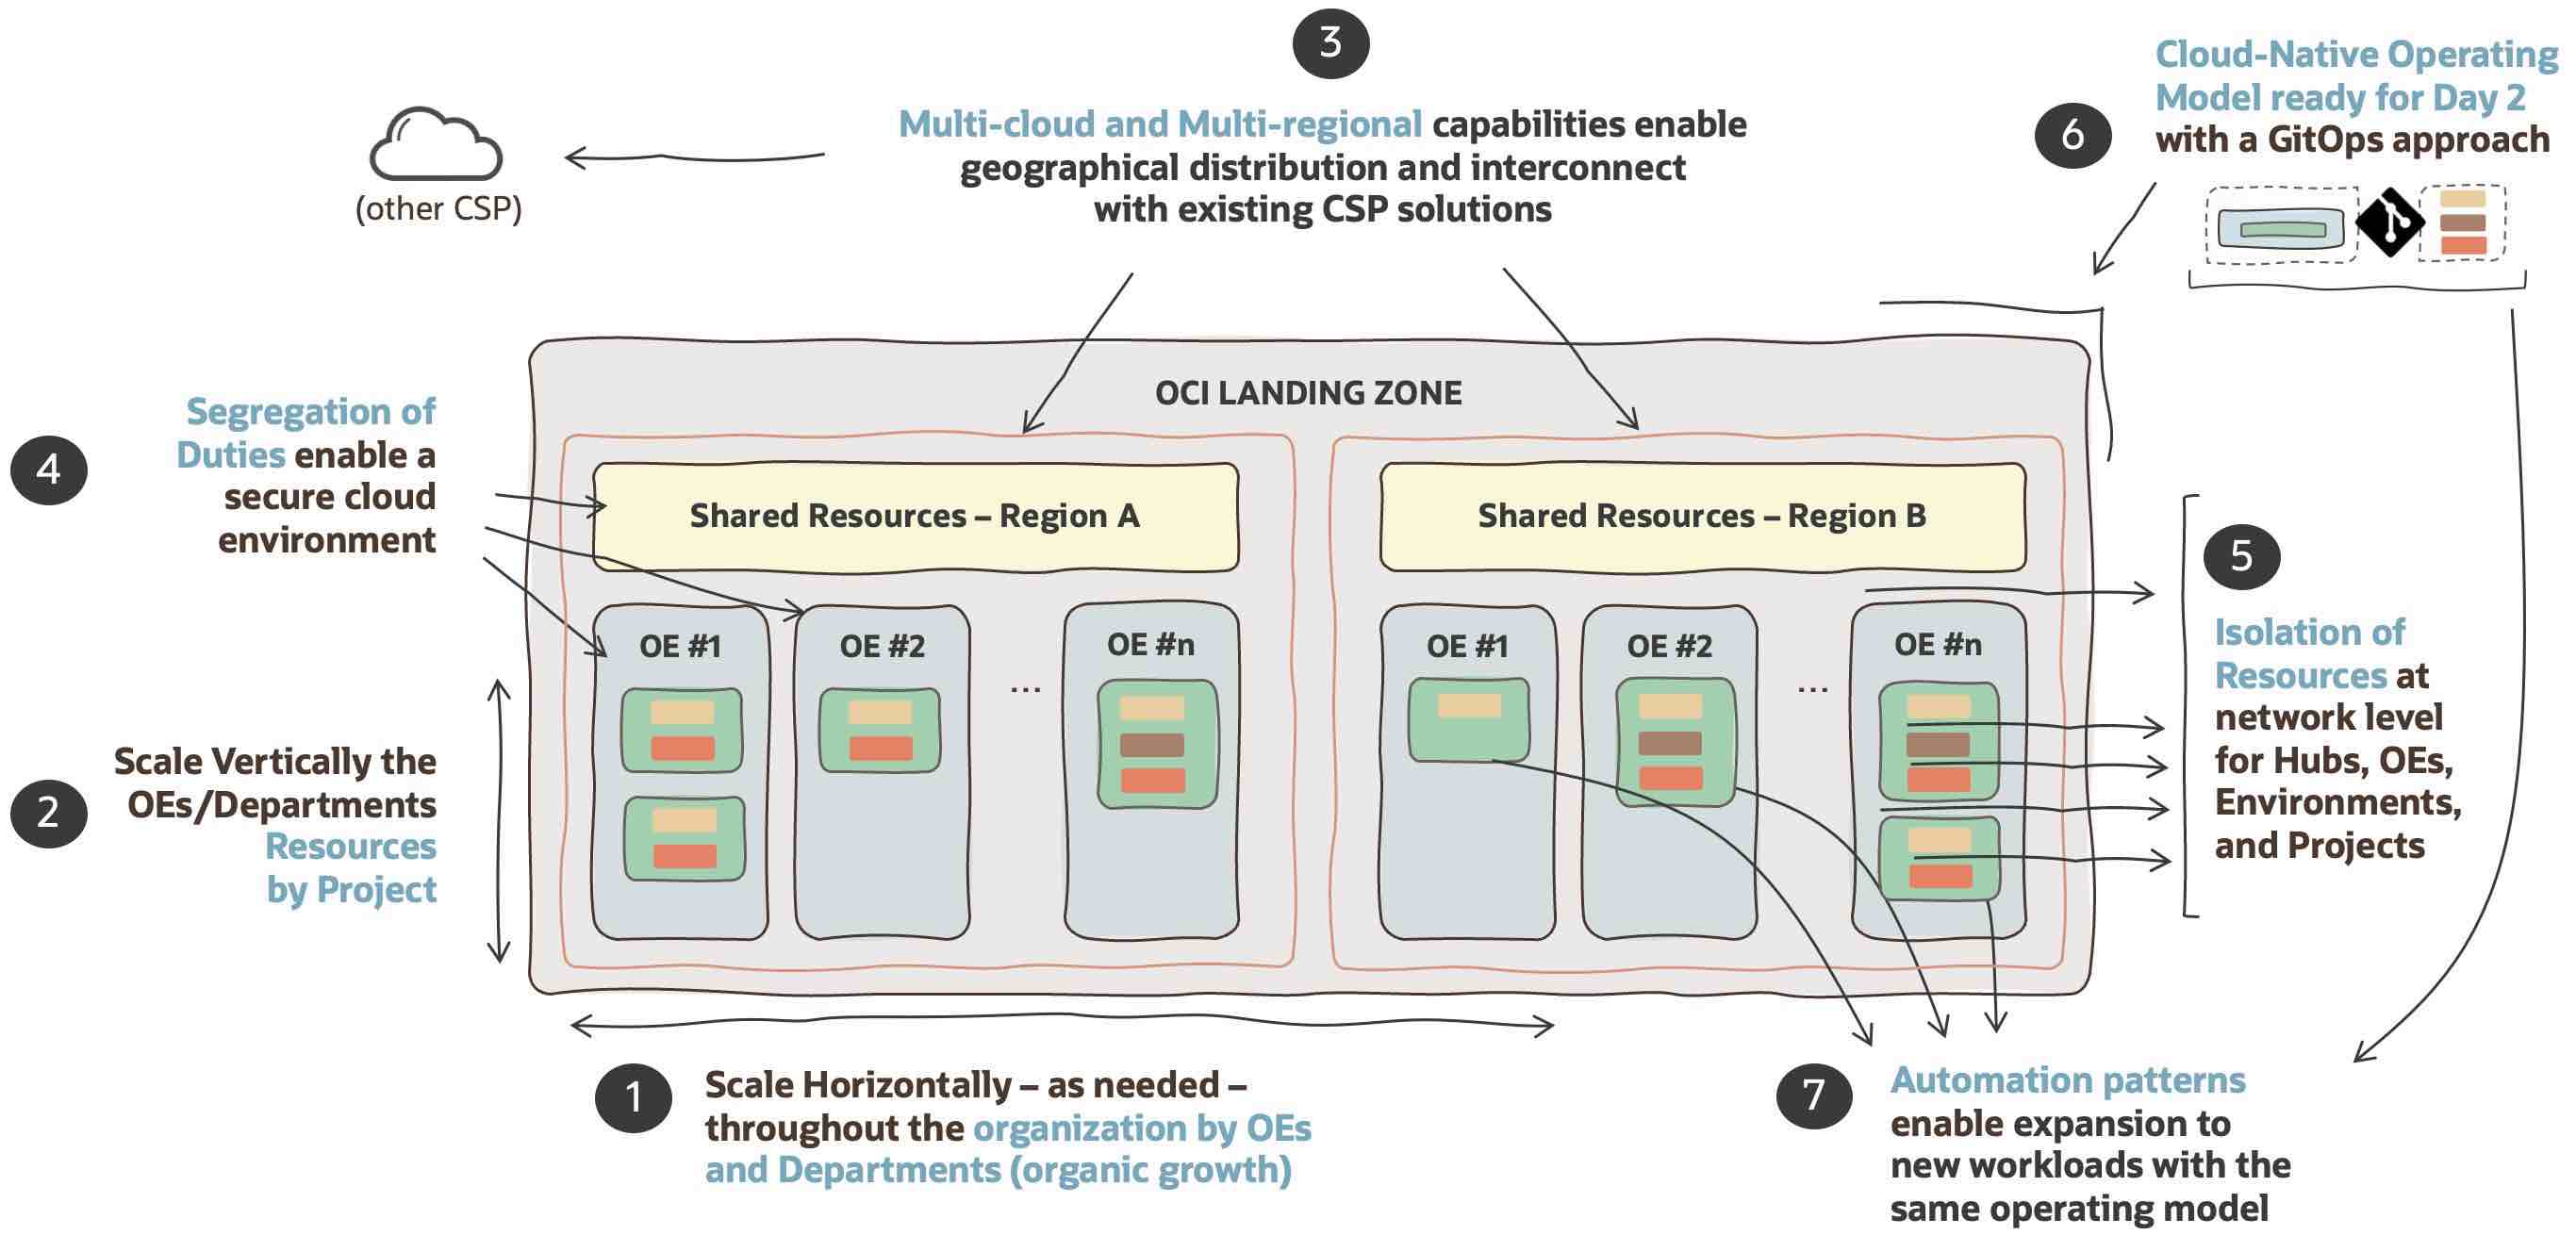 3
Multi-cloud and Multi-regional capabilities enable
geographical distribution and interconnect
with existing CSP solutions
(other CSP)
6
Cloud-Native Operating
Model ready for Day 2
with a GitOps approach
OCI LANDING ZONE
4
Segregation of
Duties enable a
secure cloud
environment
Shared Resources – Region A
Shared Resources – Region B
OE #1
OE #2
...
OE #n
OE #1
OE #2
...
OE #n
5
Isolation of
Resources at
network level
for Hubs, OEs,
Environments,
and Projects
2
Scale Vertically the
OEs/Departments
Resources
by Project
1
Scale Horizontally – as needed –
throughout the organization by OEs
and Departments (organic growth)
7
Automation patterns
enable expansion to
new workloads with the
same operating model